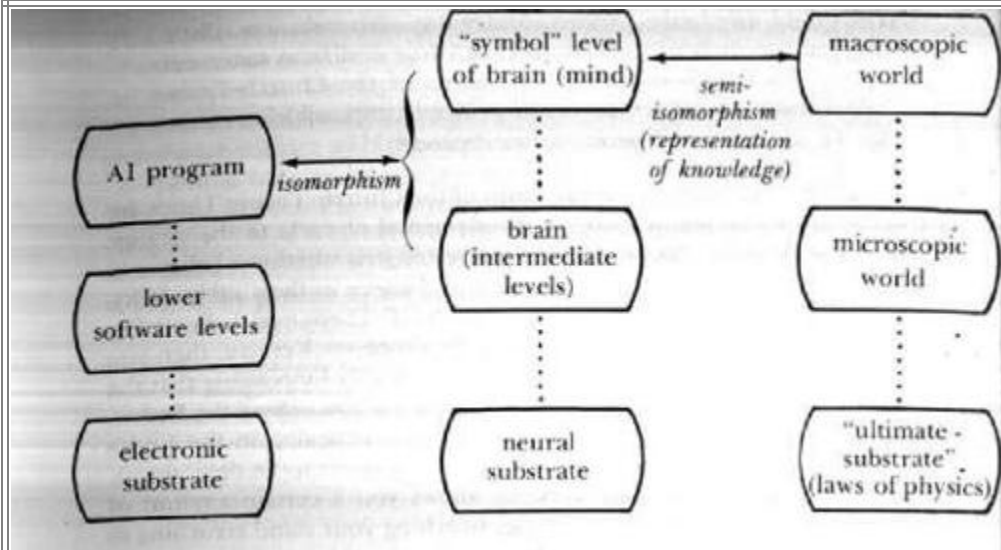 "symbol" level
of brain (mind)
macroscopic
world
semi-
isomorphism
(representation
of knowledge)
AI program
isomorphism
brain
(intermediate
levels)
microscopic
world
lower
software levels
electronic
substrate
neural
substrate
"ultimate -
substrate"
(laws of physics)